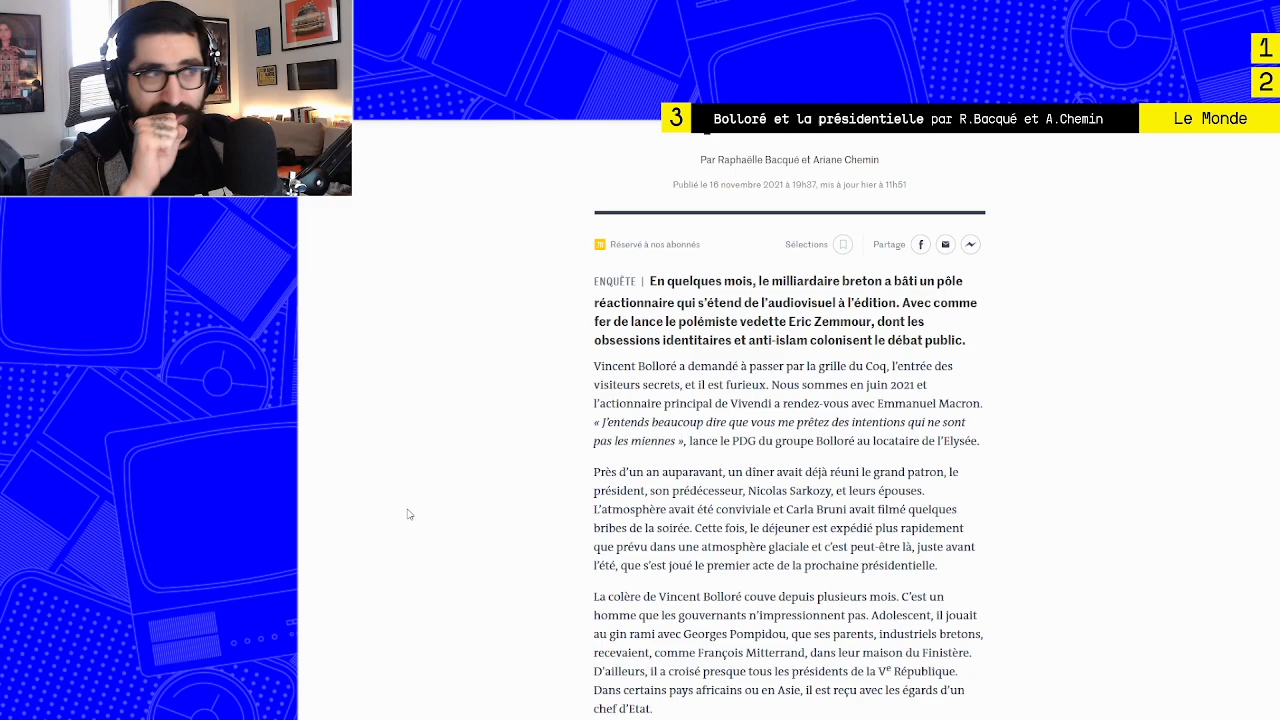 1
2
3 Bolloré et la présidentielle par R.Bacqué et A.Chemin Le Monde
Par Raphaëlle Bacqué et Ariane Chemin
Publié le 16 novembre 2021 à 19h37, mis à jour hier à 11h51
Réservé à nos abonnés Sélections Partage
ENQUÊTE | En quelques mois, le milliardaire breton a bâti un pôle
réactionnaire qui s’étend de l’audiovisuel à l’édition. Avec comme
fer de lance le polémiste vedette Eric Zemmour, dont les
obsessions identitaires et anti-islam colonisent le débat public.
Vincent Bolloré a demandé à passer par la grille du Coq, l’entrée des
visiteurs secrets, et il est furieux. Nous sommes en juin 2021 et
l’actionnaire principal de Vivendi a rendez-vous avec Emmanuel Macron.
« J’entends beaucoup dire que vous me prêtez des intentions qui ne sont
pas les miennes », lance le PDG du groupe Bolloré au locataire de l’Elysée.
Près d’un an auparavant, un dîner avait déjà réuni le grand patron, le
président, son prédécesseur, Nicolas Sarkozy, et leurs épouses.
L’atmosphère avait été conviviale et Carla Bruni avait filmé quelques
bribes de la soirée. Cette fois, le déjeuner est expédié plus rapidement
que prévu dans une atmosphère glaciale et c’est peut-être là, juste avant
l’été, que s’est joué le premier acte de la prochaine présidentielle.
La colère de Vincent Bolloré couve depuis plusieurs mois. C’est un
homme que les gouvernants n’impressionnent pas. Adolescent, il jouait
au gin rami avec Georges Pompidou, que ses parents, industriels bretons,
recevaient, comme François Mitterrand, dans leur maison du Finistère.
D’ailleurs, il a croisé presque tous les présidents de la Ve République.
Dans certains pays africains ou en Asie, il est reçu avec les égards d’un
chef d’Etat.